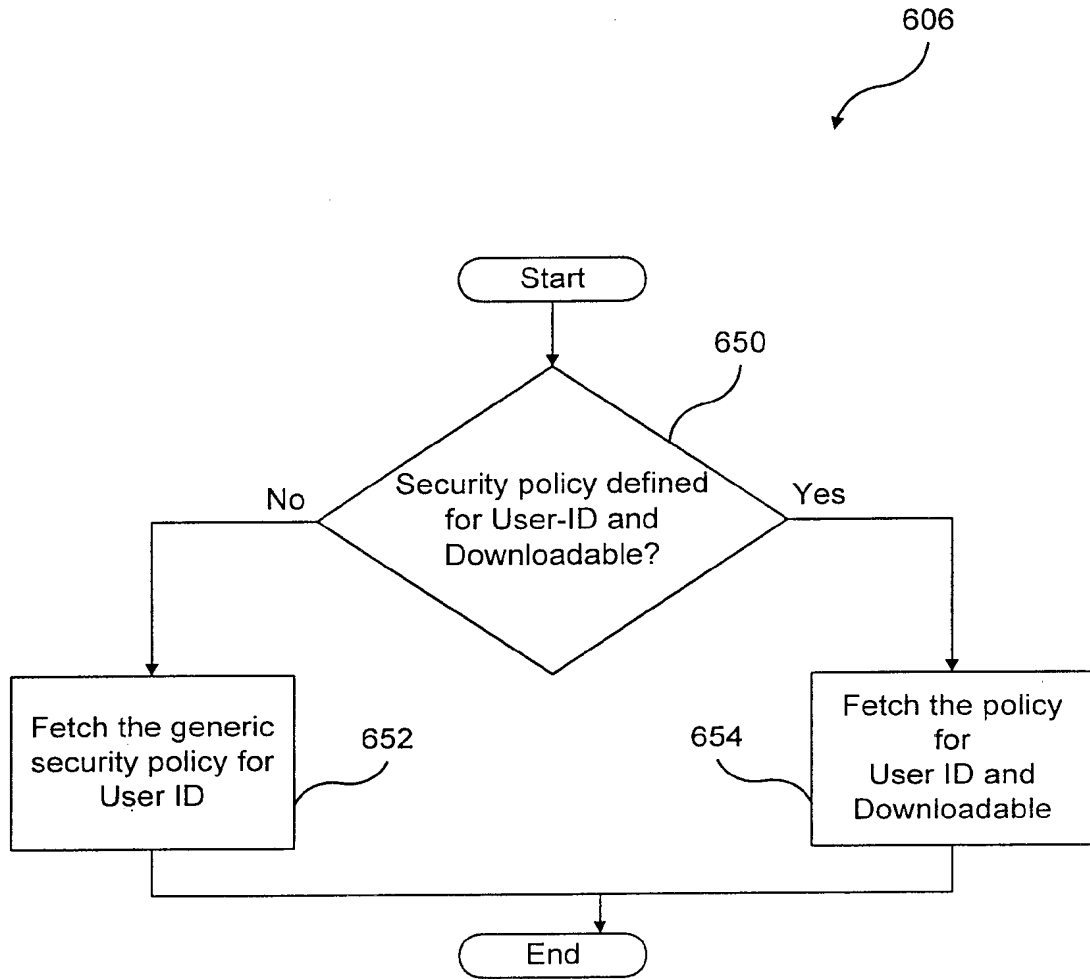 606
Start
650
No
Security policy defined
for User-ID and
Downloadable?
Yes
Fetch the generic
security policy for
User ID
652
654
Fetch the policy
for
User ID and
Downloadable
End